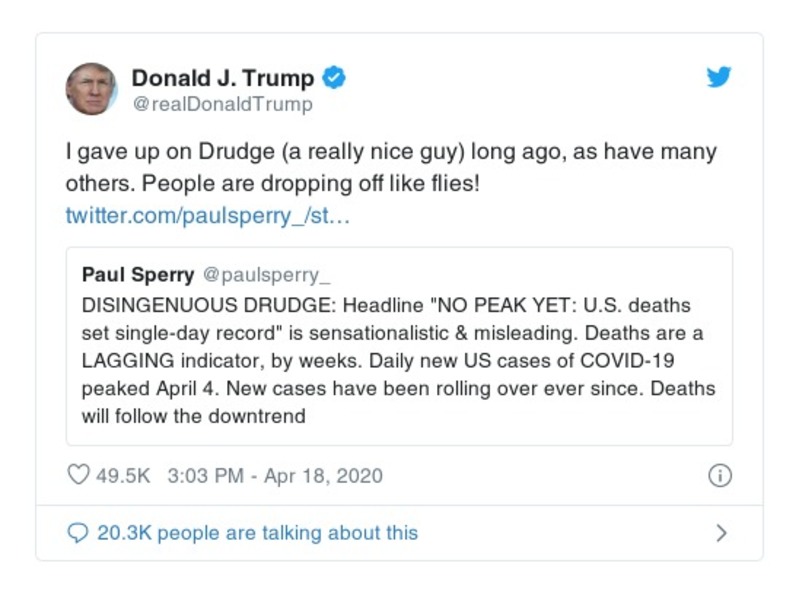 Donald J. Trump
@realDonaldTrump
I gave up on Drudge (a really nice guy) long ago, as have many
others. People are dropping off like flies!
twitter.com/paulsperry_/st…
Paul Sperry @paulsperry_
DISINGENUOUS DRUDGE: Headline "NO PEAK YET: U.S. deaths
set single-day record" is sensationalistic & misleading. Deaths are a
LAGGING indicator, by weeks. Daily new US cases of COVID-19
peaked April 4. New cases have been rolling over ever since. Deaths
will follow the downtrend
49.5K 3:03 PM - Apr 18, 2020
20.3K people are talking about this